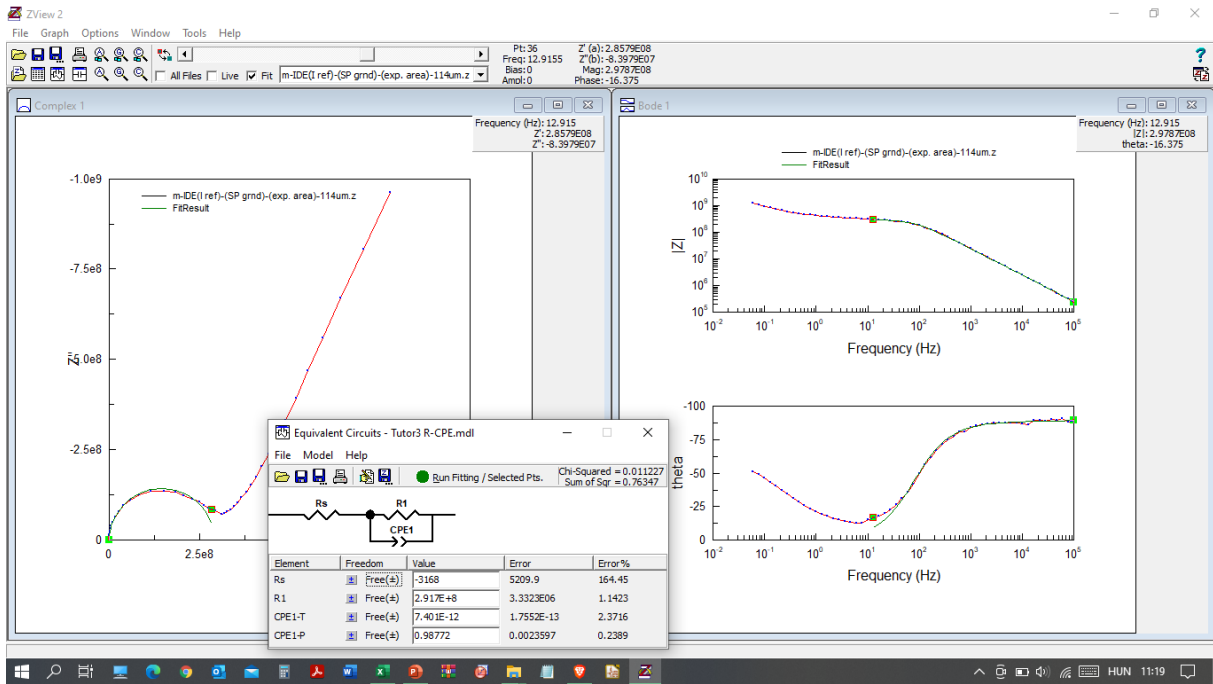 ZView 2
File Graph Options Window Tools Help
Pt:36 Z' (a): 2.8579E08
Freq: 12.9155 Z"(b): -8.3979E07
Bias:0 Mag: 2.9787E08
Ampl:0 Phase: -16.375
All Files Live Fit m-IDE(I ref)-(SP grnd)-(exp. area)-114um.z
Complex 1
Frequency (Hz): 12.915
Z': 2.8579E08
Z": -8.3979E07
m-IDE(I ref)-(SP grnd)-(exp. area)-114um.z
FitResult
-1.0e9
-7.5e8
-5.0e8
-2.5e8
0
0 2.5e8
Z"
Bode 1
Frequency (Hz): 12.915
|Z|: 2.9787E08
theta: -16.375
m-IDE(I ref)-(SP grnd)-(exp. area)-114um.z
FitResult
10^10
10^9
10^8
10^7
10^6
10^5
|Z|
10^-2 10^-1 10^0 10^1 10^2 10^3 10^4 10^5
Frequency (Hz)
-100
-75
-50
-25
0
theta
10^-2 10^-1 10^0 10^1 10^2 10^3 10^4 10^5
Frequency (Hz)
Equivalent Circuits - Tutor3 R-CPE.mdl
File Model Help
Run Fitting / Selected Pts.
Chi-Squared = 0.011227
Sum of Sqr = 0.76347
Rs R1
CPE1
Element Freedom Value Error Error%
Rs Free(±) -3168 5209.9 164.45
R1 Free(±) 2.917E+8 3.3323E06 1.1423
CPE1-T Free(±) 7.401E-12 1.7552E-13 2.3716
CPE1-P Free(±) 0.98772 0.0023597 0.2389
HUN 11:19